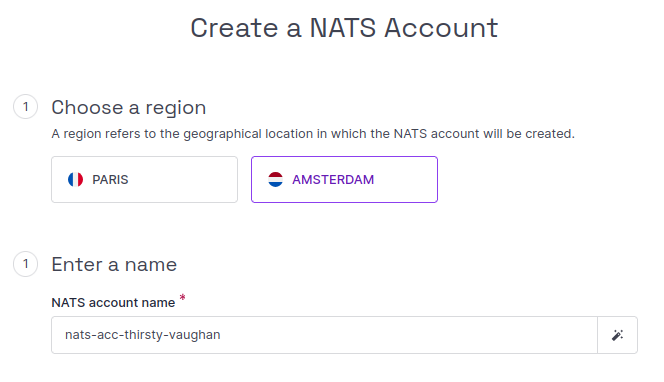 Create a NATS Account
1 Choose a region
A region refers to the geographical location in which the NATS account will be created.
PARIS AMSTERDAM
1 Enter a name
NATS account name *
nats-acc-thirsty-vaughan